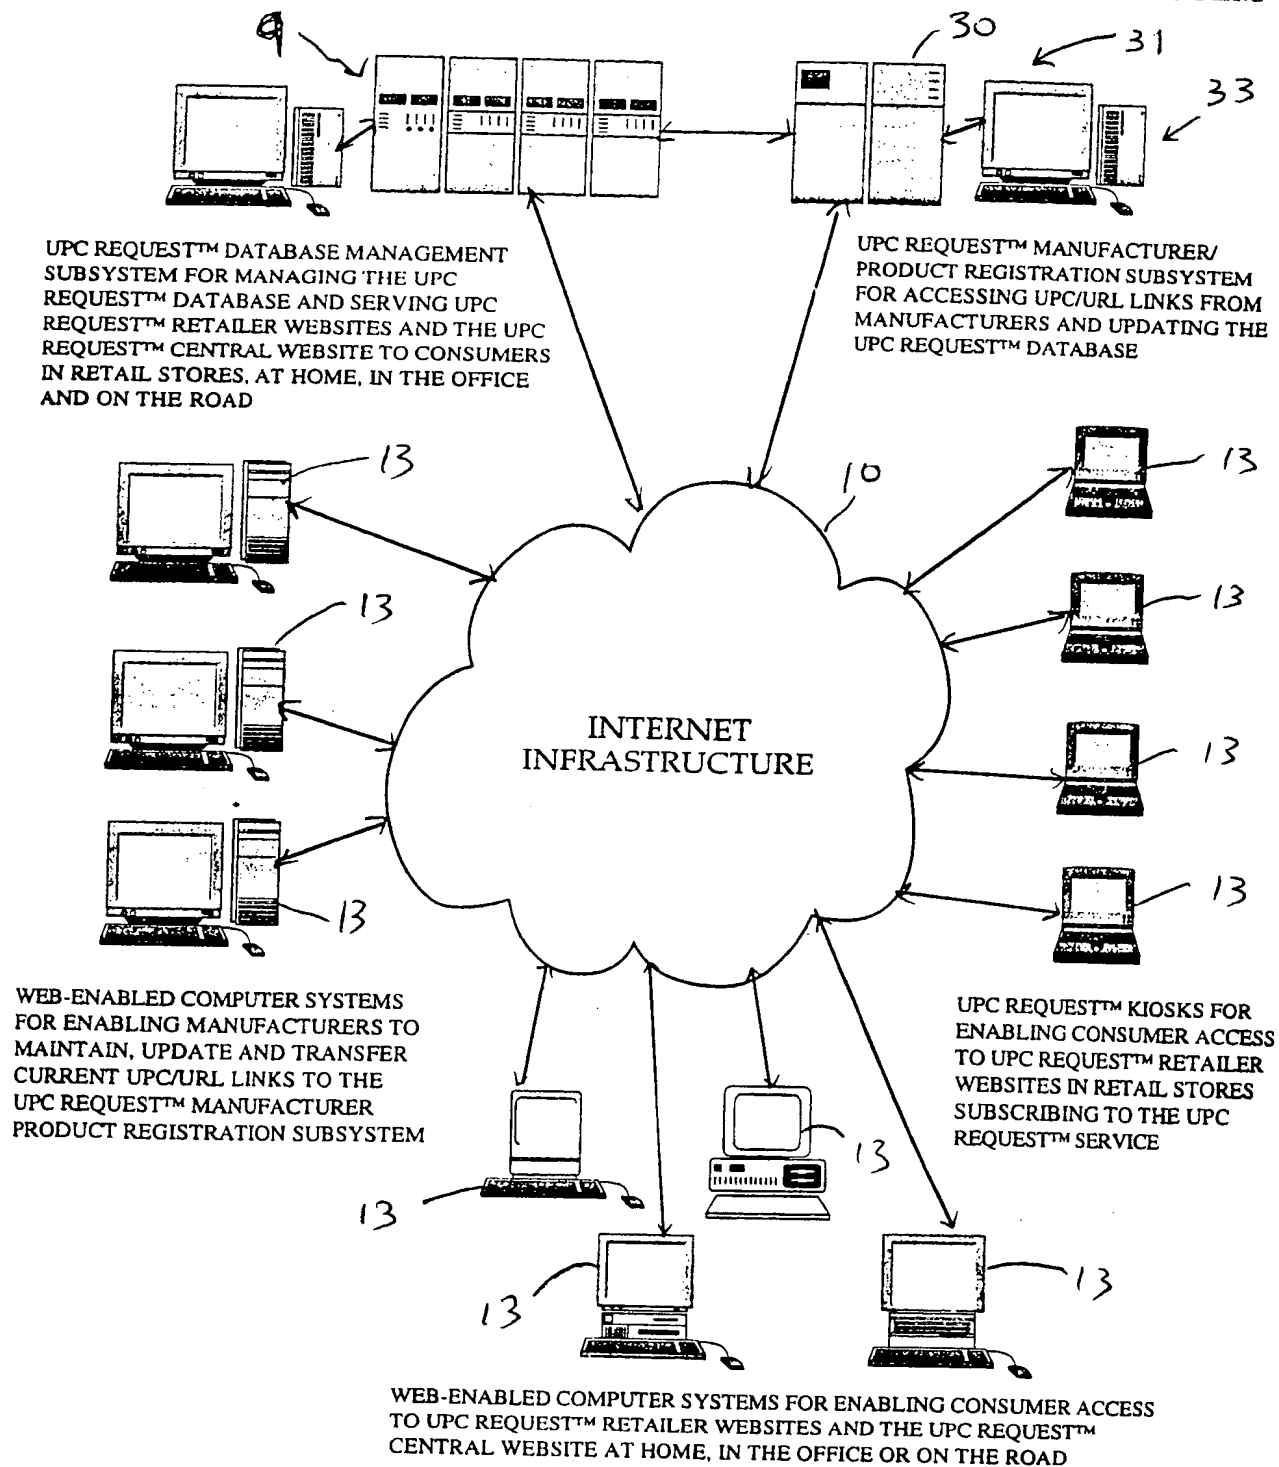 9
30
31
33
UPC REQUEST™ DATABASE MANAGEMENT
SUBSYSTEM FOR MANAGING THE UPC
REQUEST™ DATABASE AND SERVING UPC
REQUEST™ RETAILER WEBSITES AND THE UPC
REQUEST™ CENTRAL WEBSITE TO CONSUMERS
IN RETAIL STORES, AT HOME, IN THE OFFICE
AND ON THE ROAD
UPC REQUEST™ MANUFACTURER/
PRODUCT REGISTRATION SUBSYSTEM
FOR ACCESSING UPC/URL LINKS FROM
MANUFACTURERS AND UPDATING THE
UPC REQUEST™ DATABASE
13
10
13
13
13
INTERNET
INFRASTRUCTURE
13
13
13
WEB-ENABLED COMPUTER SYSTEMS
FOR ENABLING MANUFACTURERS TO
MAINTAIN, UPDATE AND TRANSFER
CURRENT UPC/URL LINKS TO THE
UPC REQUEST™ MANUFACTURER
PRODUCT REGISTRATION SUBSYSTEM
UPC REQUEST™ KIOSKS FOR
ENABLING CONSUMER ACCESS
TO UPC REQUEST™ RETAILER
WEBSITES IN RETAIL STORES
SUBSCRIBING TO THE UPC
REQUEST™ SERVICE
13
13
13
13
WEB-ENABLED COMPUTER SYSTEMS FOR ENABLING CONSUMER ACCESS
TO UPC REQUEST™ RETAILER WEBSITES AND THE UPC REQUEST™
CENTRAL WEBSITE AT HOME, IN THE OFFICE OR ON THE ROAD